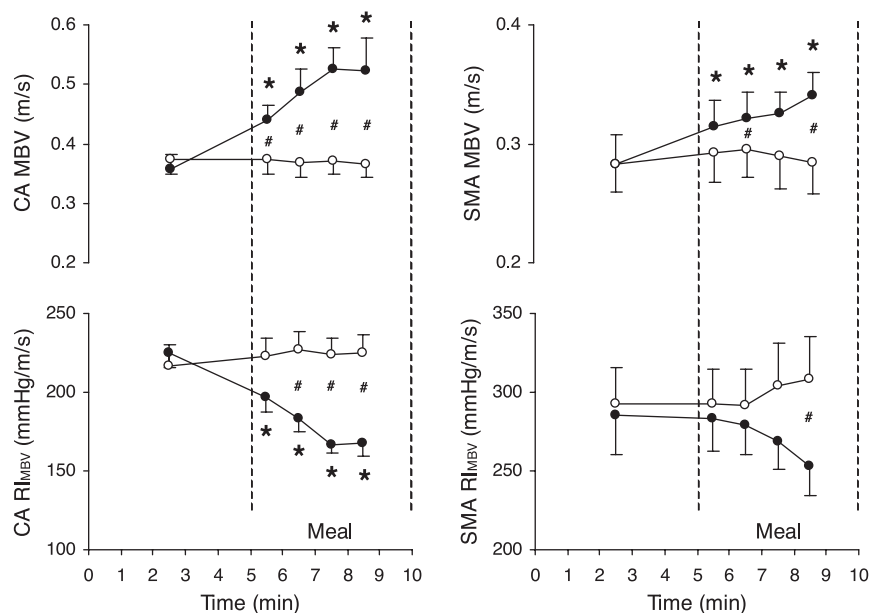 CA MBV (m/s)
0.6
0.5
0.4
0.3
0.2
* * * *
# # # #
SMA MBV (m/s)
0.4
0.3
0.2
* * * *
# #
CA RI_MBV (mmHg/m/s)
250
200
150
100
# # #
* * * *
Meal
0 1 2 3 4 5 6 7 8 9 10
Time (min)
SMA RI_MBV (mmHg/m/s)
350
300
250
200
#
Meal
0 1 2 3 4 5 6 7 8 9 10
Time (min)